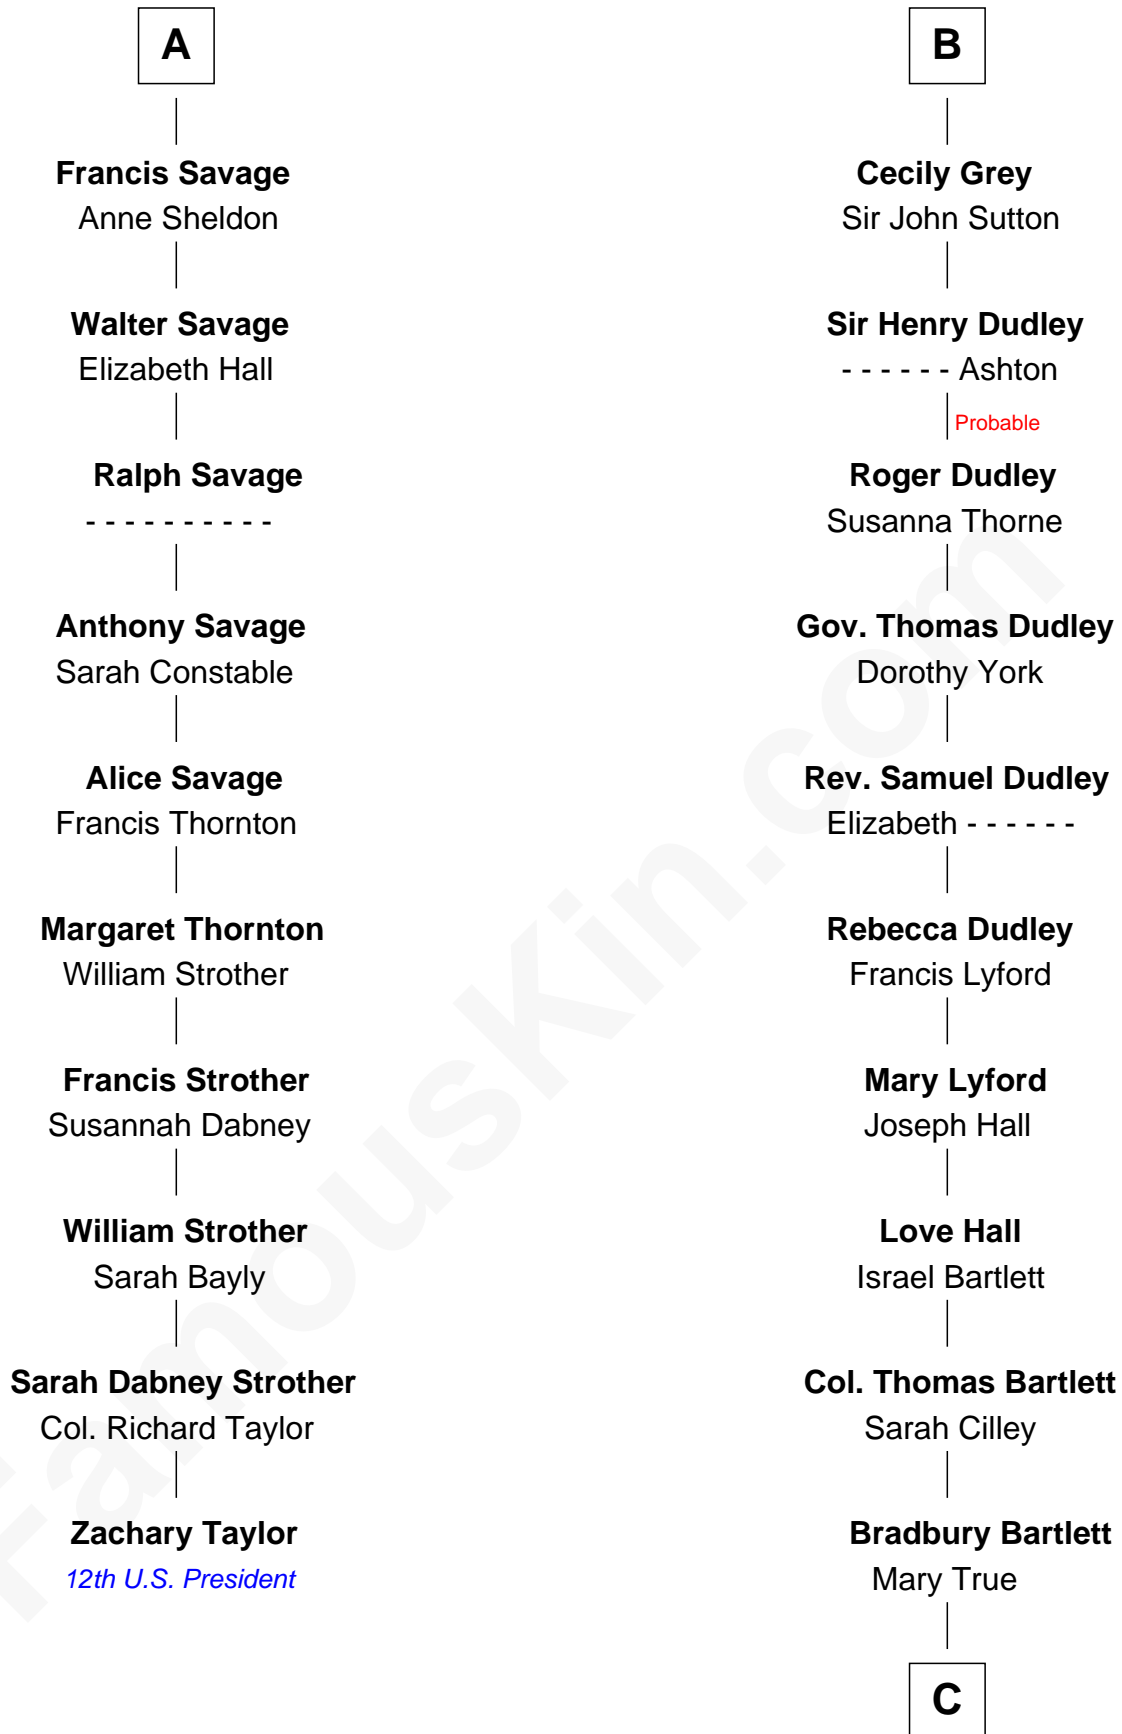 A
Francis Savage
Anne Sheldon
Walter Savage
Elizabeth Hall
Ralph Savage
- - - - - - - - - -
Anthony Savage
Sarah Constable
Alice Savage
Francis Thornton
Margaret Thornton
William Strother
Francis Strother
Susannah Dabney
William Strother
Sarah Bayly
Sarah Dabney Strother
Col. Richard Taylor
Zachary Taylor
12th U.S. President
B
Cecily Grey
Sir John Sutton
Sir Henry Dudley
- - - - - - Ashton
Probable
Roger Dudley
Susanna Thorne
Gov. Thomas Dudley
Dorothy York
Rev. Samuel Dudley
Elizabeth - - - - - -
Rebecca Dudley
Francis Lyford
Mary Lyford
Joseph Hall
Love Hall
Israel Bartlett
Col. Thomas Bartlett
Sarah Cilley
Bradbury Bartlett
Mary True
C
FamousKin.com